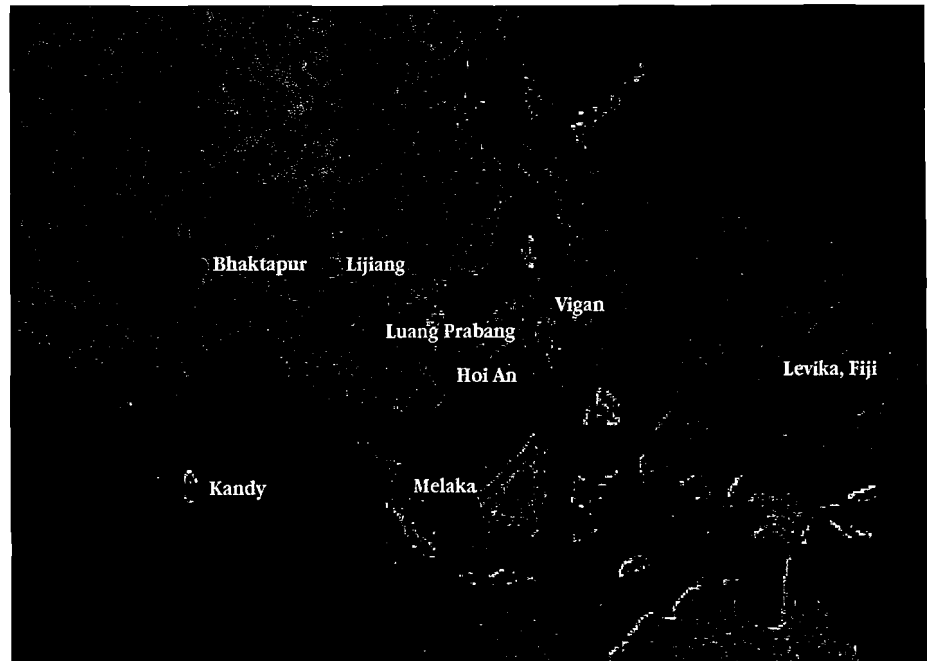 Bhaktapur
Lijiang
Vigan
Luang Prabang
Levika, Fiji
Hoi An
Kandy
Melaka